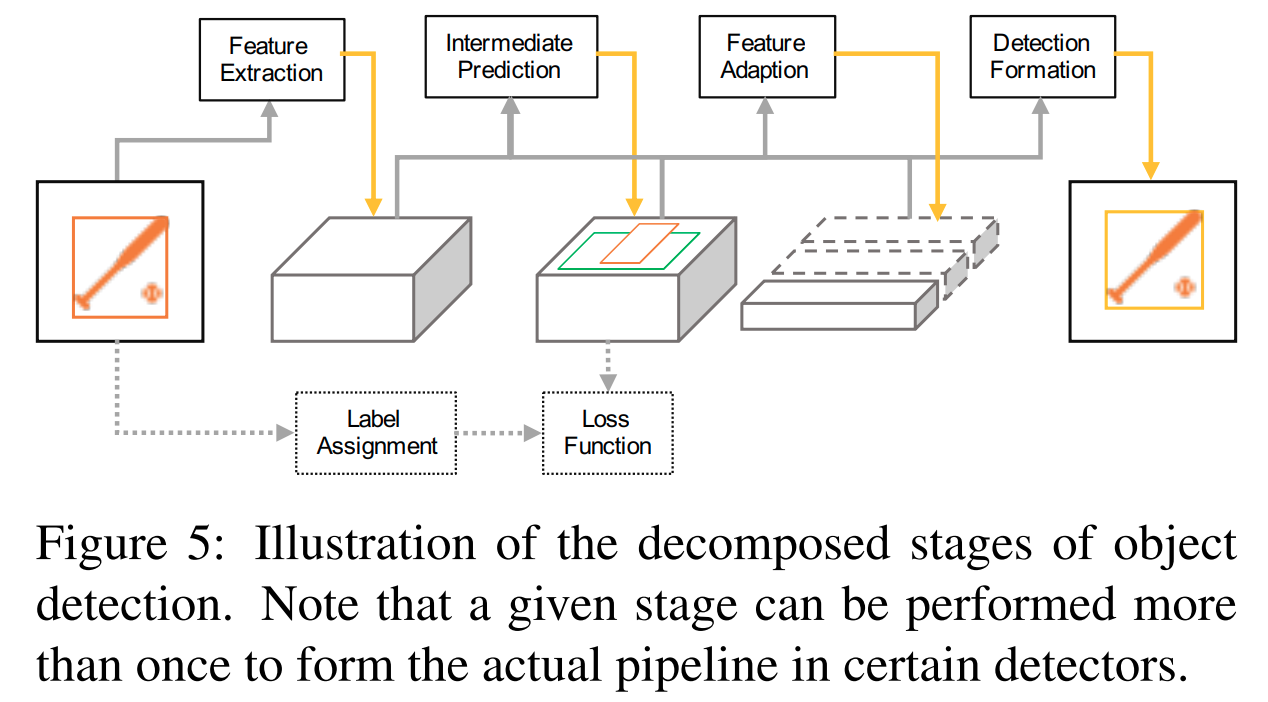 Feature
Extraction
Intermediate
Prediction
Feature
Adaption
Detection
Formation
Label
Assignment
Loss
Function
Figure 5: Illustration of the decomposed stages of object
detection. Note that a given stage can be performed more
than once to form the actual pipeline in certain detectors.